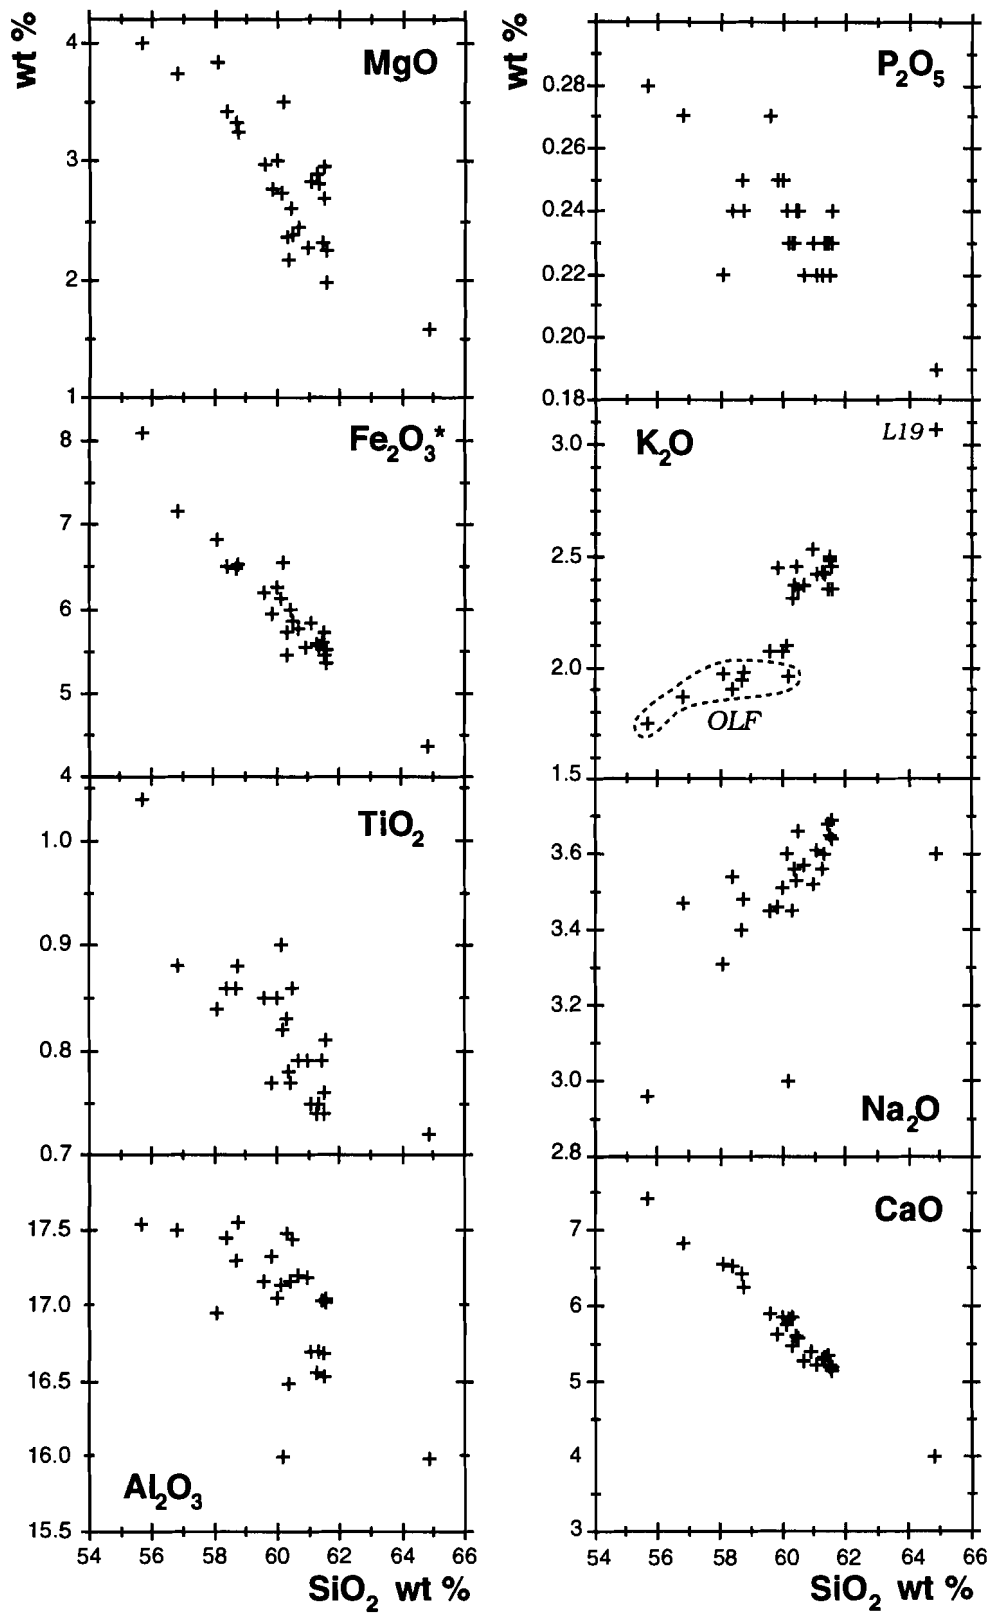 wt %
MgO
4
3
2
1
Fe₂O₃*
8
7
6
5
4
TiO₂
1.0
0.9
0.8
0.7
17.5
17.0
16.5
16.0
15.5
Al₂O₃
54 56 58 60 62 64 66
SiO₂ wt %
wt %
P₂O₅
0.28
0.26
0.24
0.22
0.20
0.18
L19
K₂O
3.0
2.5
2.0
OLF
1.5
3.6
3.4
3.2
3.0
Na₂O
2.8
CaO
7
6
5
4
3
54 56 58 60 62 64 66
SiO₂ wt %